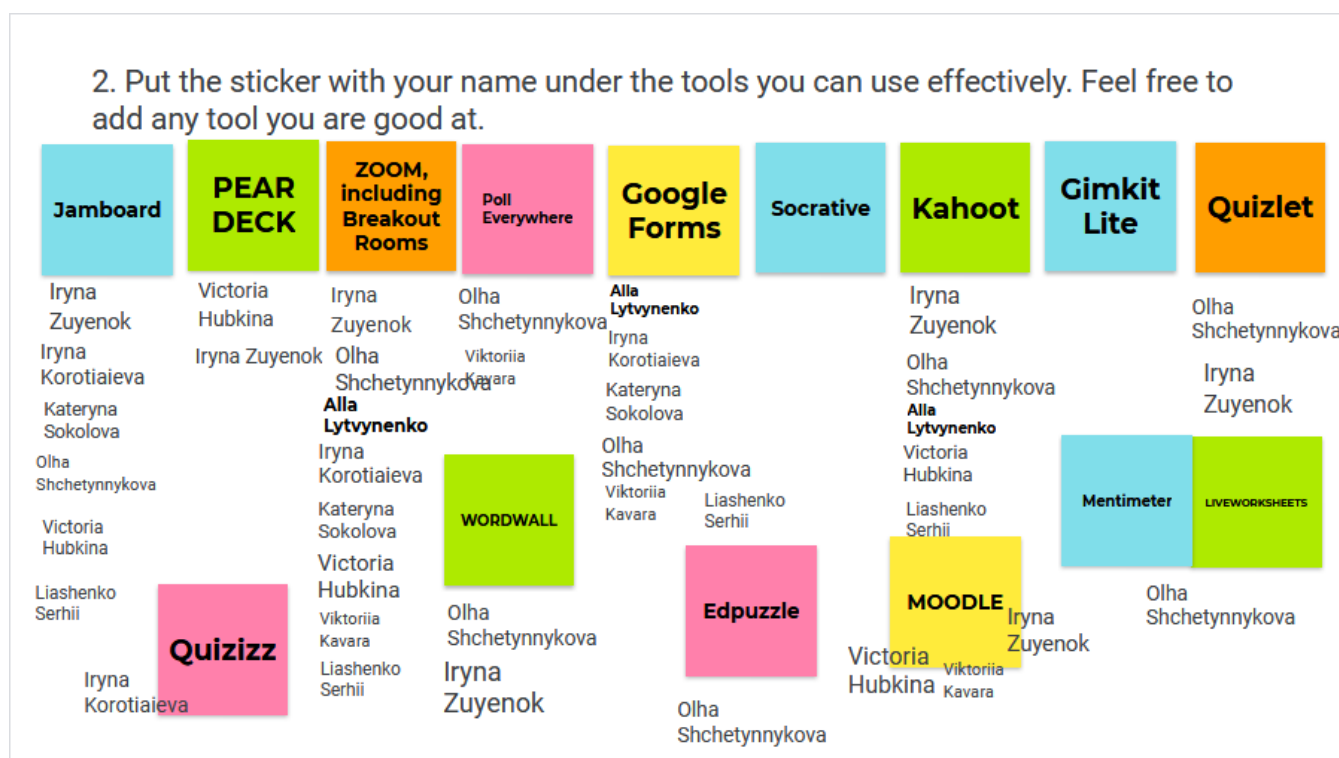 2. Put the sticker with your name under the tools you can use effectively. Feel free to
add any tool you are good at.
Jamboard
PEAR
DECK
ZOOM,
including
Breakout
Rooms
Poll
Everywhere
Google
Forms
Socrative
Kahoot
Gimkit
Lite
Quizlet
Iryna
Zuyenok
Iryna
Korotiaieva
Kateryna
Sokolova
Olha
Shchetynnykova
Victoria
Hubkina
Liashenko
Serhii
Quizizz
Iryna
Korotiaieva
Victoria
Hubkina
Iryna Zuyenok
Iryna
Zuyenok
Olha
Shchetynnykova
Alla
Lytvynenko
Iryna
Korotiaieva
Kateryna
Sokolova
Victoria
Hubkina
Viktoriia
Kavara
Liashenko
Serhii
Olha
Shchetynnykova
Viktoriia
Kavara
WORDWALL
Olha
Shchetynnykova
Iryna
Zuyenok
Alla
Lytvynenko
Iryna
Korotiaieva
Kateryna
Sokolova
Olha
Shchetynnykova
Viktoriia
Kavara
Liashenko
Serhii
Edpuzzle
Olha
Shchetynnykova
Iryna
Zuyenok
Olha
Shchetynnykova
Alla
Lytvynenko
Victoria
Hubkina
Liashenko
Serhii
MOODLE
Iryna
Zuyenok
Victoria
Hubkina
Viktoriia
Kavara
Olha
Shchetynnykova
Iryna
Zuyenok
Mentimeter
LIVEWORKSHEETS
Olha
Shchetynnykova